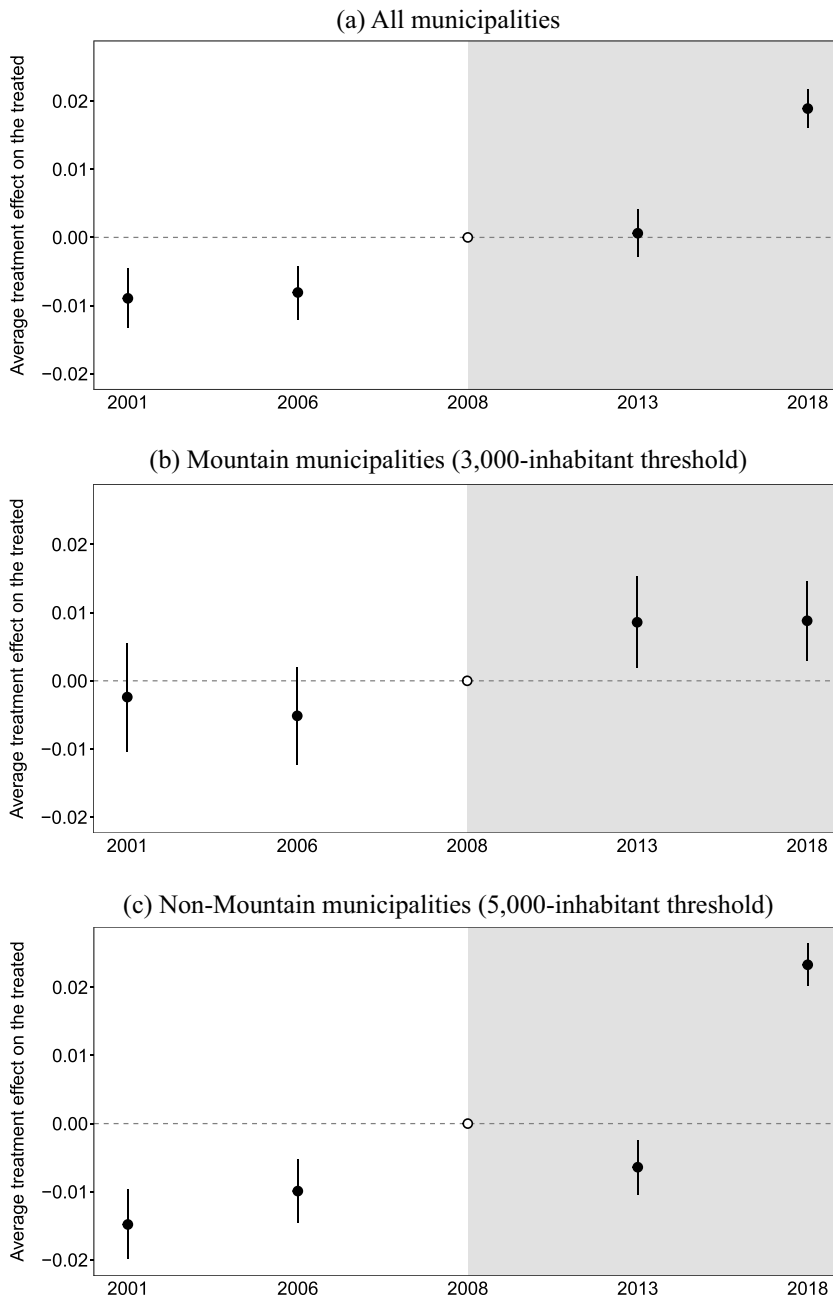 (a) All municipalities
Average treatment effect on the treated
0.02
0.01
0.00
−0.01
−0.02
2001 2006 2008 2013 2018
(b) Mountain municipalities (3,000-inhabitant threshold)
Average treatment effect on the treated
0.02
0.01
0.00
−0.01
−0.02
2001 2006 2008 2013 2018
(c) Non-Mountain municipalities (5,000-inhabitant threshold)
Average treatment effect on the treated
0.02
0.01
0.00
−0.01
−0.02
2001 2006 2008 2013 2018